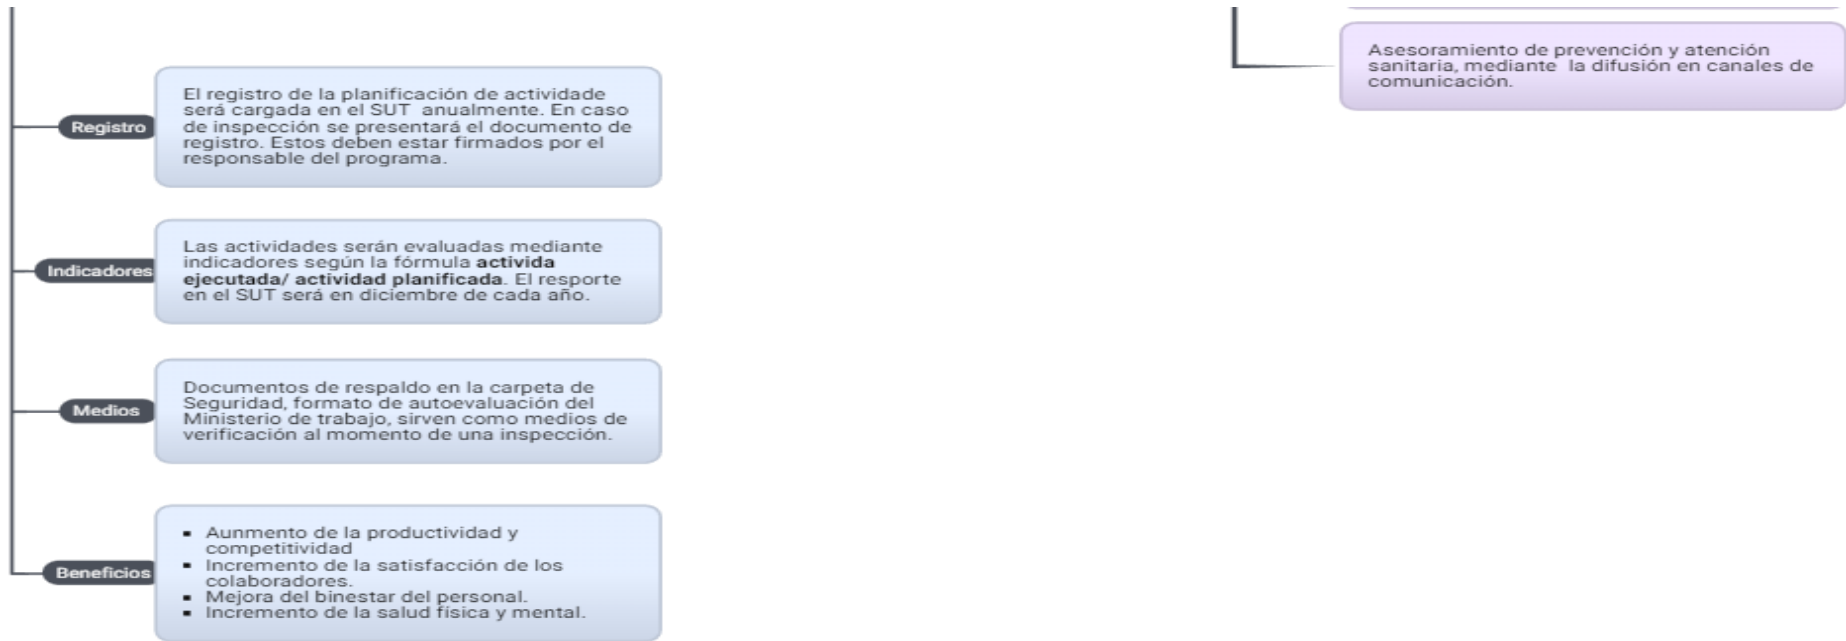 Asesoramiento de prevención y atención
sanitaria, mediante la difusión en canales de
comunicación.
Registro
El registro de la planificación de actividade
será cargada en el SUT anualmente. En caso
de inspección se presentará el documento de
registro. Estos deben estar firmados por el
responsable del programa.
Indicadores
Las actividades serán evaluadas mediante
indicadores según la fórmula activida
ejecutada/ actividad planificada. El resporte
en el SUT será en diciembre de cada año.
Medios
Documentos de respaldo en la carpeta de
Seguridad, formato de autoevaluación del
Ministerio de trabajo, sirven como medios de
verificación al momento de una inspección.
Beneficios
▪ Aunmento de la productividad y
competitividad
▪ Incremento de la satisfacción de los
colaboradores.
▪ Mejora del binestar del personal.
▪ Incremento de la salud física y mental.